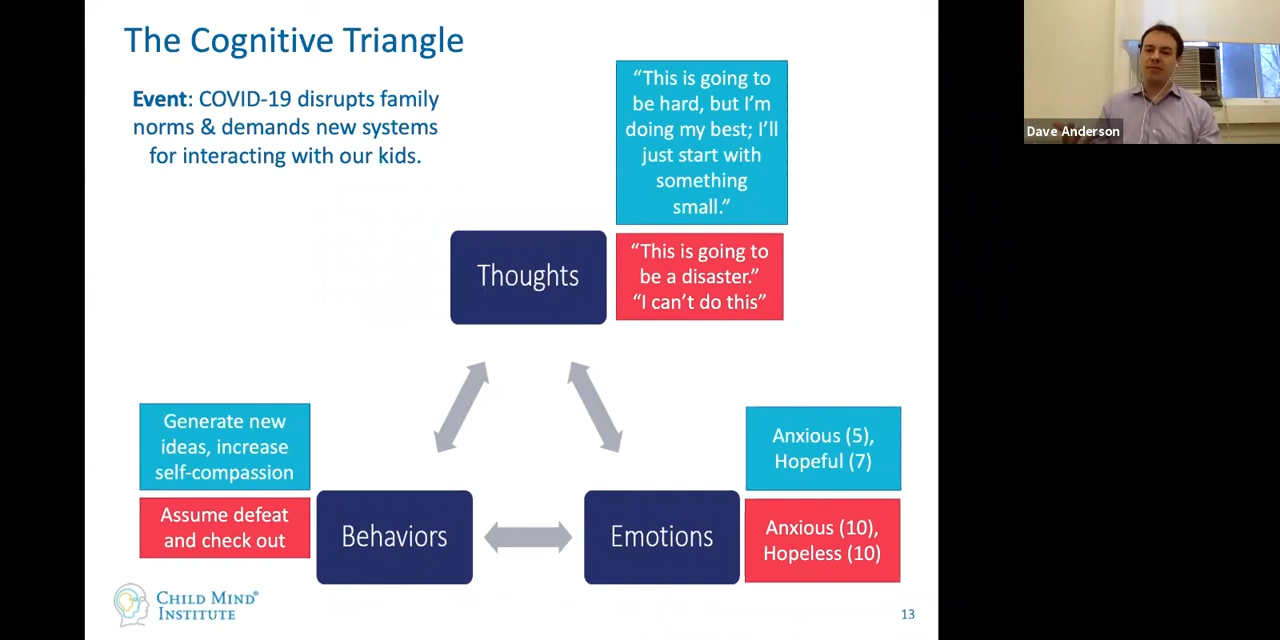 The Cognitive Triangle
Event: COVID-19 disrupts family
norms & demands new systems
for interacting with our kids.
“This is going to
be hard, but I’m
doing my best; I’ll
just start with
something
small.”
Dave Anderson
Thoughts
“This is going to
be a disaster.”
“I can’t do this”
Generate new
ideas, increase
self-compassion
Assume defeat
and check out
Behaviors
Emotions
Anxious (5),
Hopeful (7)
Anxious (10),
Hopeless (10)
CHILD MIND®
INSTITUTE
13